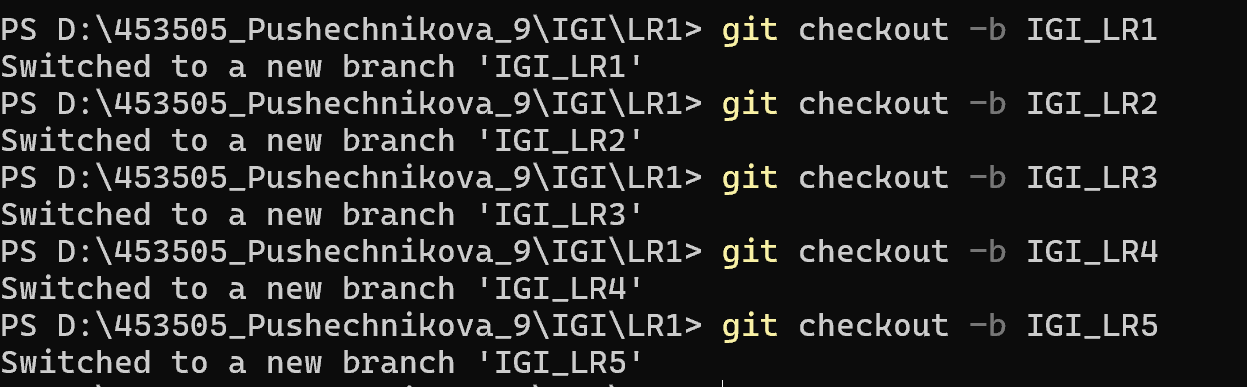 PS D:\453505_Pushechnikova_9\IGI\LR1> git checkout -b IGI_LR1
Switched to a new branch 'IGI_LR1'
PS D:\453505_Pushechnikova_9\IGI\LR1> git checkout -b IGI_LR2
Switched to a new branch 'IGI_LR2'
PS D:\453505_Pushechnikova_9\IGI\LR1> git checkout -b IGI_LR3
Switched to a new branch 'IGI_LR3'
PS D:\453505_Pushechnikova_9\IGI\LR1> git checkout -b IGI_LR4
Switched to a new branch 'IGI_LR4'
PS D:\453505_Pushechnikova_9\IGI\LR1> git checkout -b IGI_LR5
Switched to a new branch 'IGI_LR5'